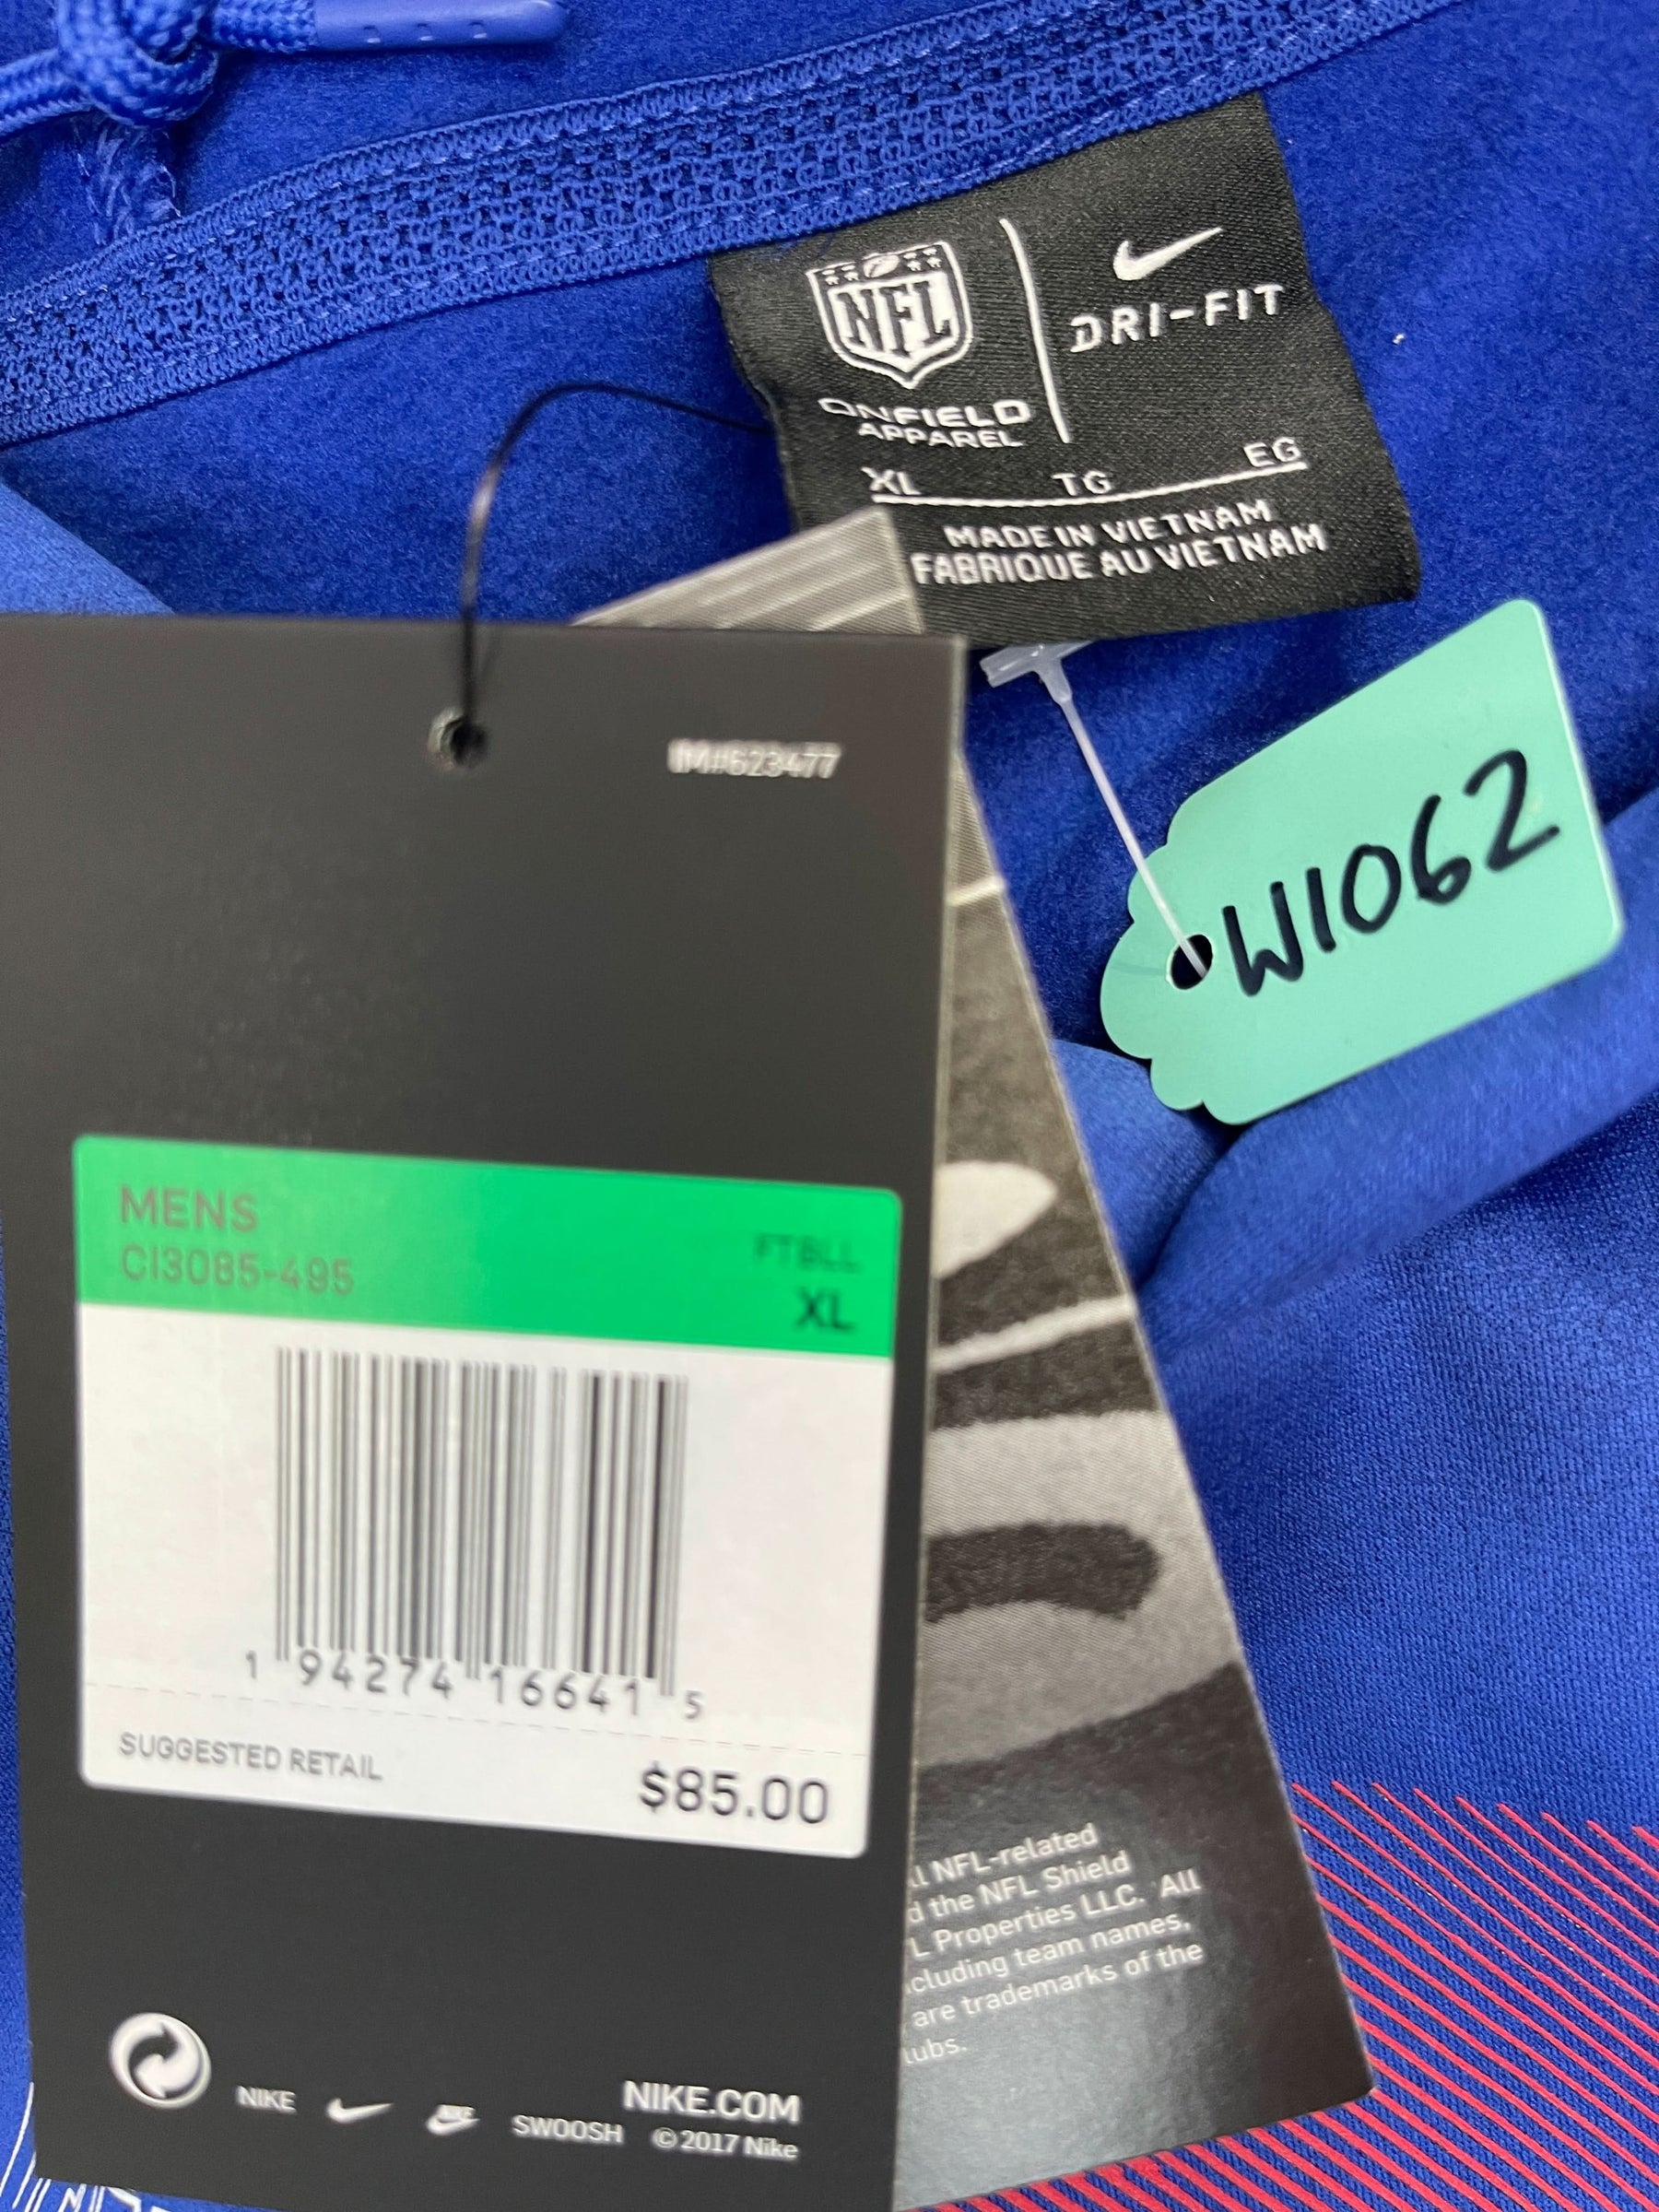 NFL
DRI-FIT
ONFIELD
APPAREL
XL TG EG
MADE IN VIETNAM
FABRIQUE AU VIETNAM
IM#623477
W1062
MENS
CI3085-495
FTBLL
XL
1 94274 16641 5
SUGGESTED RETAIL
$85.00
NFL-related
the NFL Shield
Properties LLC. All
team names,
are trademarks of the
NIKE.COM
NIKE
NIKE
SWOOSH
© 2017 Nike